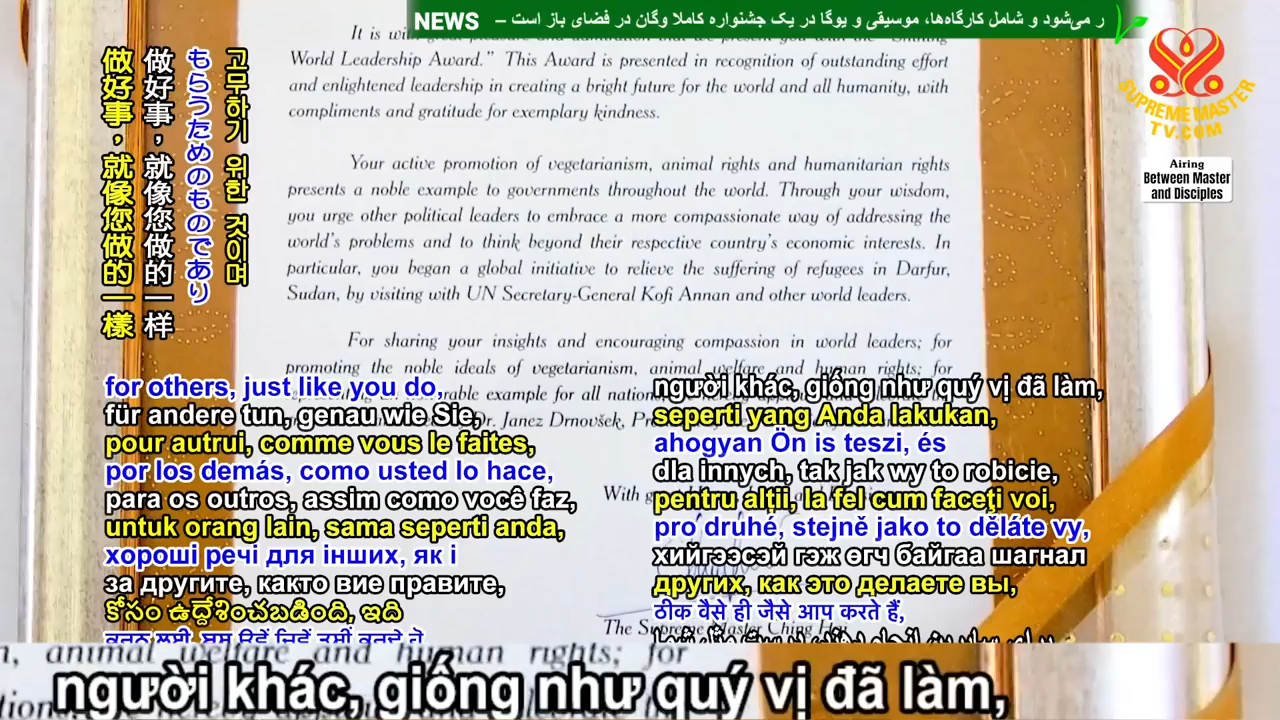 NEWS ر می‌شود و شامل کارگاه‌ها، موسیقی و یوگا در یک جشنواره کاملا وگان در فضای باز است –
SUPREME MASTER
TV.COM
Airing
Between Master
and Disciples
It is with great pleasure and admiration that we present you with the "Shining
World Leadership Award." This Award is presented in recognition of outstanding effort
and enlightened leadership in creating a bright future for the world and all humanity, with
compliments and gratitude for exemplary kindness.
Your active promotion of vegetarianism, animal rights and humanitarian rights
presents a noble example to governments throughout the world. Through your wisdom,
you urge other political leaders to embrace a more compassionate way of addressing the
world's problems and to think beyond their respective country's economic interests. In
particular, you began a global initiative to relieve the suffering of refugees in Darfur,
Sudan, by visiting with UN Secretary-General Kofi Annan and other world leaders.
For sharing your insights and encouraging compassion in world leaders; for
promoting the noble ideals of vegetarianism, animal welfare and human rights; for
example for all nations
Dr. Janez Drnovšek,
With
The Supreme Master Ching Hai
고무하기 위한 것이며
もらうためのものであり
做好事，就像您做的一样
做好事，就像您做的一樣
for others, just like you do,
für andere tun, genau wie Sie,
pour autrui, comme vous le faites,
por los demás, como usted lo hace,
para os outros, assim como você faz,
untuk orang lain, sama seperti anda,
хороші речі для інших, як і
за другите, както вие правите,
కోసం ఉద్దేశించబడింది, ఇది
người khác, giống như quý vị đã làm,
seperti yang Anda lakukan,
ahogyan Ön is teszi, és
dla innych, tak jak wy to robicie,
pentru alții, la fel cum faceți voi,
pro druhé, stejně jako to děláte vy,
хийгээсэй гэж өгч байгаа шагнал
других, как это делаете вы,
ठीक वैसे ही जैसे आप करते हैं,
n, animal welfare and human rights; for
người khác, giống như quý vị đã làm,